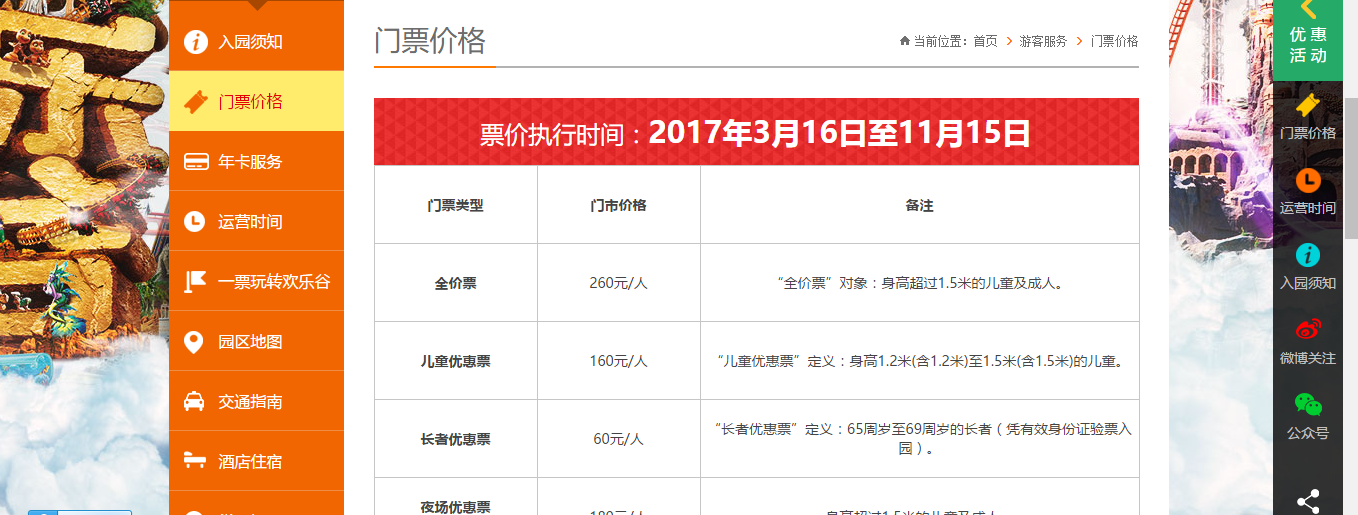 入园须知
门票价格
年卡服务
运营时间
一票玩转欢乐谷
园区地图
交通指南
酒店住宿
门票价格
当前位置：首页 > 游客服务 > 门票价格
票价执行时间：2017年3月16日至11月15日
门票类型 门市价格 备注
全价票 260元/人 “全价票”对象：身高超过1.5米的儿童及成人。
儿童优惠票 160元/人 “儿童优惠票”定义：身高1.2米(含1.2米)至1.5米(含1.5米)的儿童。
长者优惠票 60元/人 “长者优惠票”定义：65周岁至69周岁的长者（凭有效身份证验票入
园）。
夜场优惠票
优惠
活动
门票价格
运营时间
入园须知
微博关注
公众号